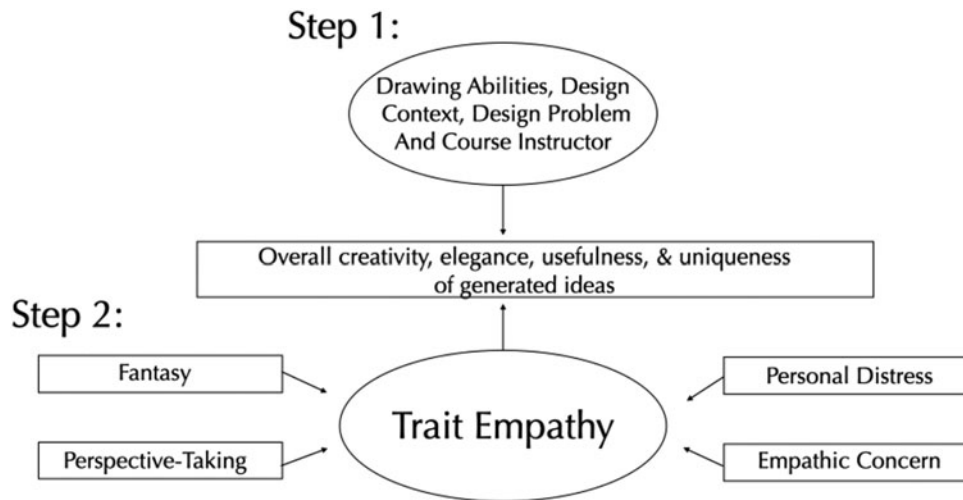 Step 1:
Drawing Abilities, Design
Context, Design Problem
And Course Instructor
Overall creativity, elegance, usefulness, & uniqueness
of generated ideas
Step 2:
Fantasy
Perspective-Taking
Trait Empathy
Personal Distress
Empathic Concern